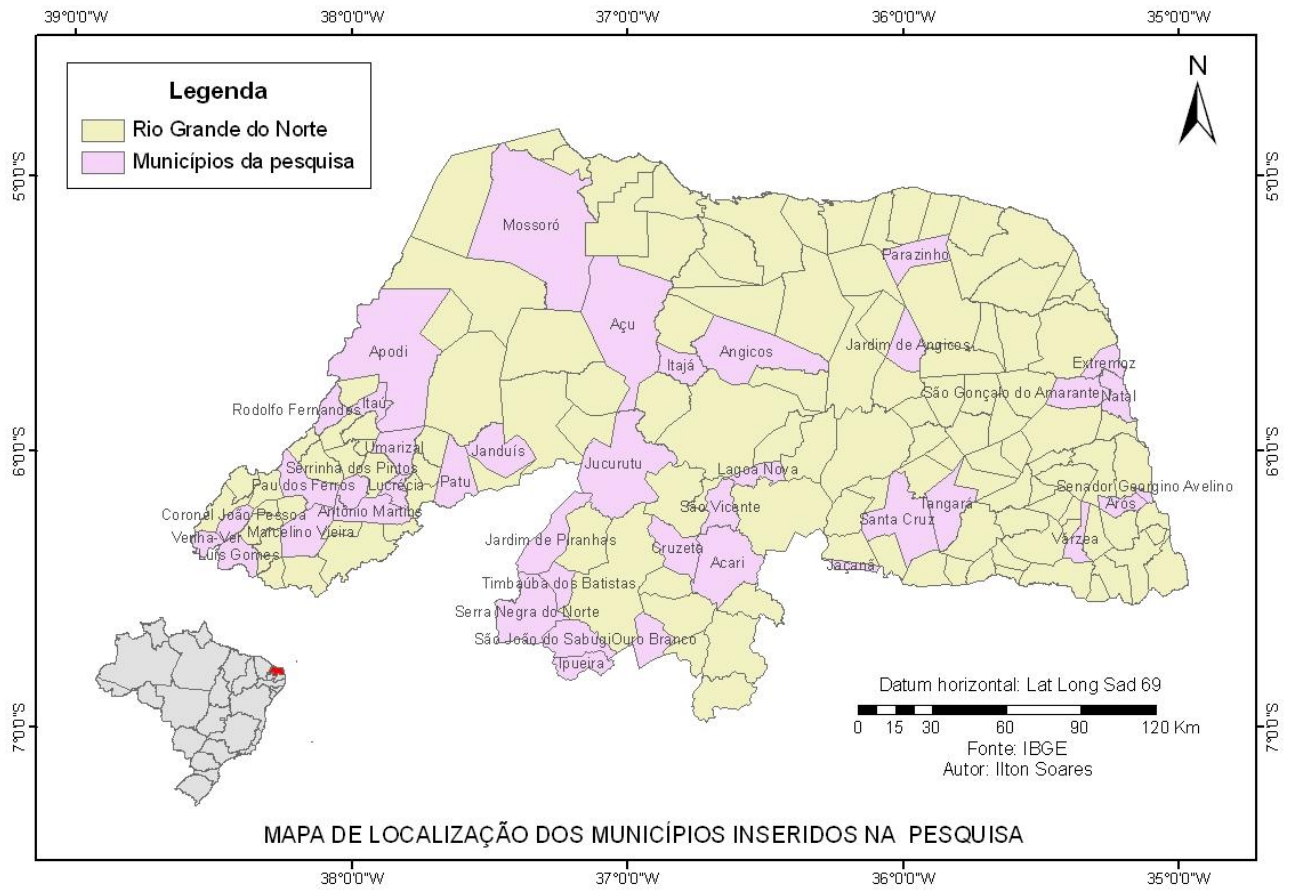 39°0'0"W 38°0'0"W 37°0'0"W 36°0'0"W 35°0'0"W
N
Legenda
Rio Grande do Norte
Municípios da pesquisa
5°0'0"S
5°0'0"S
Mossoró
Parazinho
Açu
Apodi
Angicos
Jardim de Angicos
Itajá
Extremoz
São Gonçalo do Amarante
Natal
Rodolfo Fernandes
Itaú
6°0'0"S
6°0'0"S
Umarizal
Janduís
Serrinha dos Pintos
Jucurutu
Lagoa Nova
Pau dos Ferros
Lucrécia
Patu
Senador Georgino Avelino
São Vicente
Tangará
Arês
Coronel João Pessoa
Antônio Martins
Santa Cruz
Venha-Ver
Marcelino Vieira
Jardim de Piranhas
Várzea
Luís Gomes
Cruzeta
Acari
Jaçanã
Timbaúba dos Batistas
Serra Negra do Norte
São João do Sabugi
Ouro Branco
Ipueira
Datum horizontal: Lat Long Sad 69
0 15 30 60 90 120 Km
Fonte: IBGE
Autor: Ilton Soares
7°0'0"S
7°0'0"S
MAPA DE LOCALIZAÇÃO DOS MUNICÍPIOS INSERIDOS NA PESQUISA
38°0'0"W 37°0'0"W 36°0'0"W 35°0'0"W